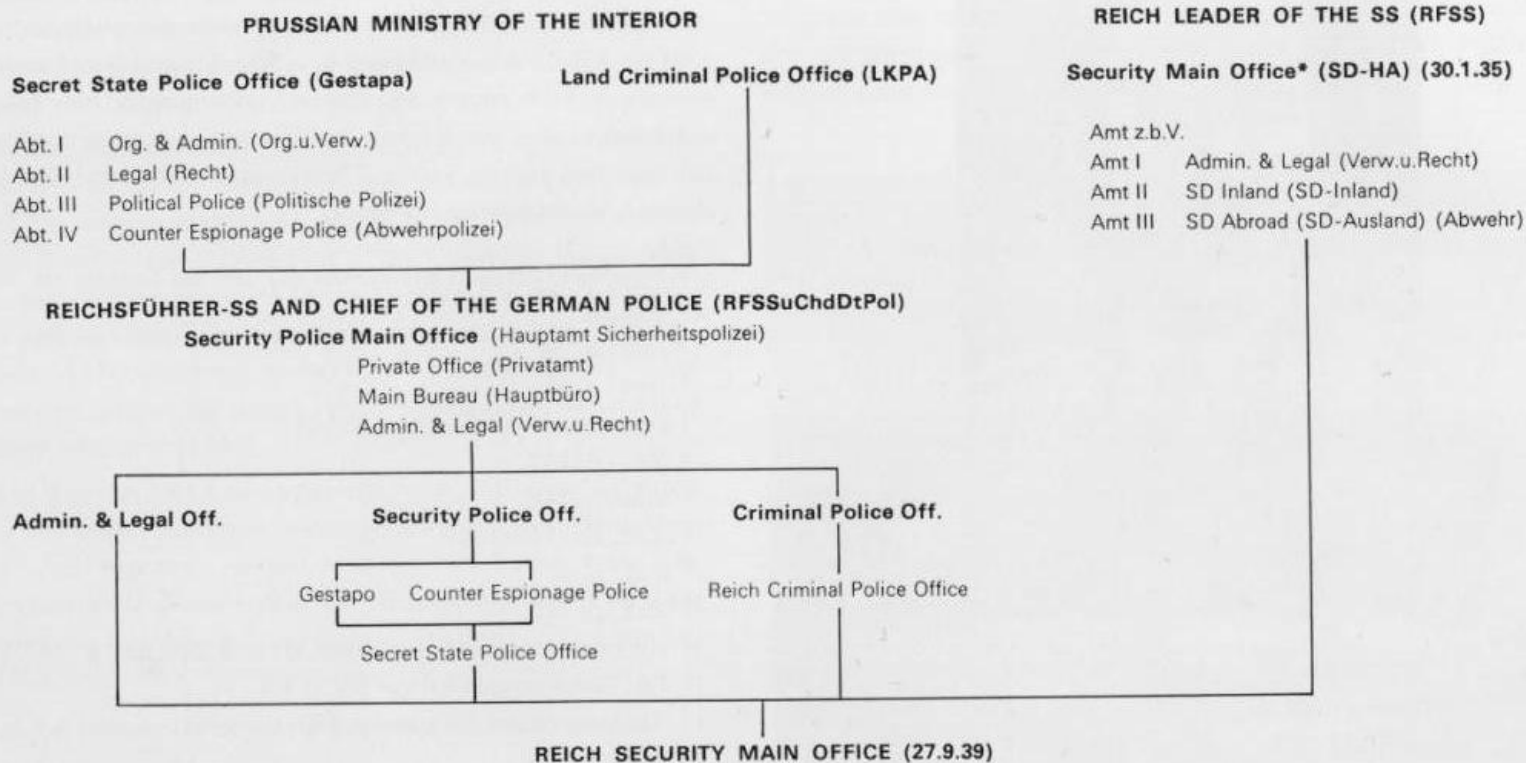 PRUSSIAN MINISTRY OF THE INTERIOR
Secret State Police Office (Gestapa)
Abt. I Org. & Admin. (Org.u.Verw.)
Abt. II Legal (Recht)
Abt. III Political Police (Politische Polizei)
Abt. IV Counter Espionage Police (Abwehrpolizei)
Land Criminal Police Office (LKPA)
REICH LEADER OF THE SS (RFSS)
Security Main Office* (SD-HA) (30.1.35)
Amt z.b.V.
Amt I Admin. & Legal (Verw.u.Recht)
Amt II SD Inland (SD-Inland)
Amt III SD Abroad (SD-Ausland) (Abwehr)
REICHSFÜHRER-SS AND CHIEF OF THE GERMAN POLICE (RFSSuChdDtPol)
Security Police Main Office (Hauptamt Sicherheitspolizei)
Private Office (Privatamt)
Main Bureau (Hauptbüro)
Admin. & Legal (Verw.u.Recht)
Admin. & Legal Off.
Security Police Off.
Criminal Police Off.
Gestapo
Counter Espionage Police
Reich Criminal Police Office
Secret State Police Office
REICH SECURITY MAIN OFFICE (27.9.39)